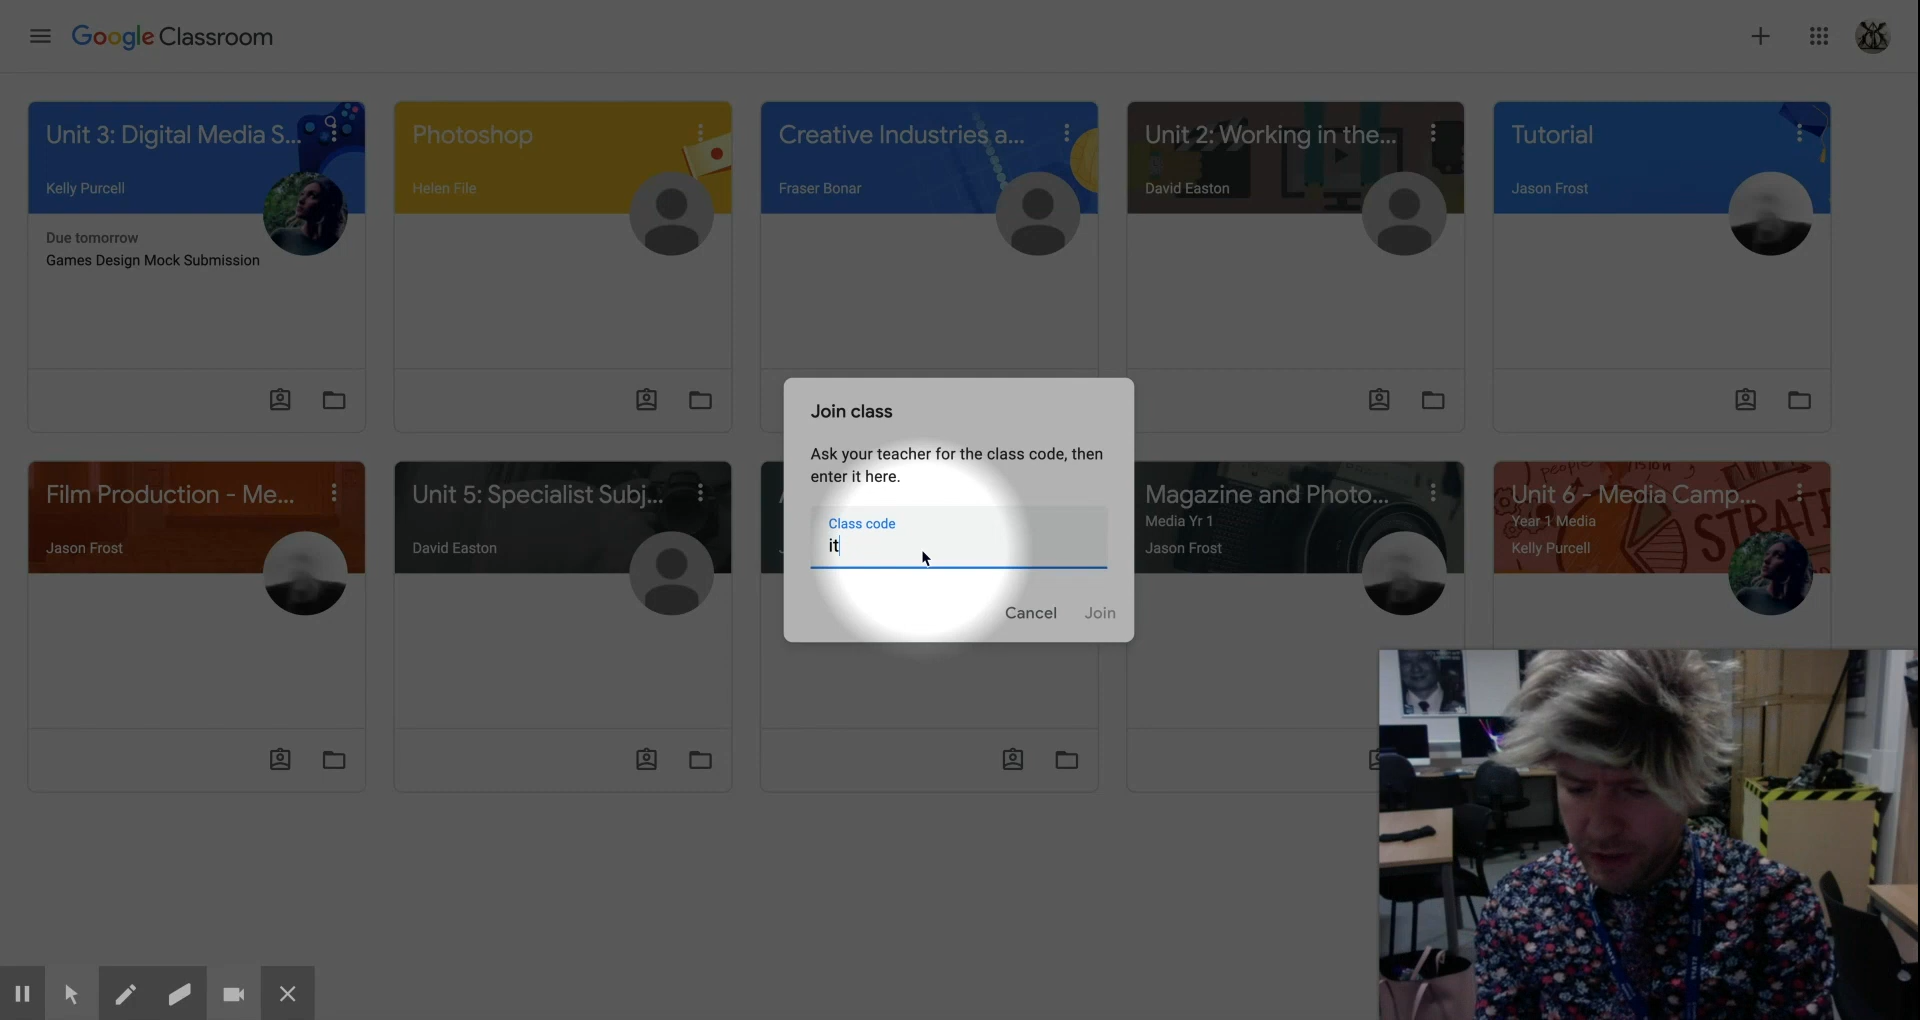 Google Classroom
Unit 3: Digital Media S...
Kelly Purcell
Due tomorrow
Games Design Mock Submission
Photoshop
Helen File
Creative Industries a...
Fraser Bonar
Unit 2: Working in the...
David Easton
Tutorial
Jason Frost
Join class
Ask your teacher for the class code, then
enter it here.
Class code
it
Cancel
Join
Film Production - Me...
Jason Frost
Unit 5: Specialist Subj...
David Easton
Magazine and Photo...
Media Yr 1
Jason Frost
Unit 6 - Media Camp...
Year 1 Media
Kelly Purcell
STRATE